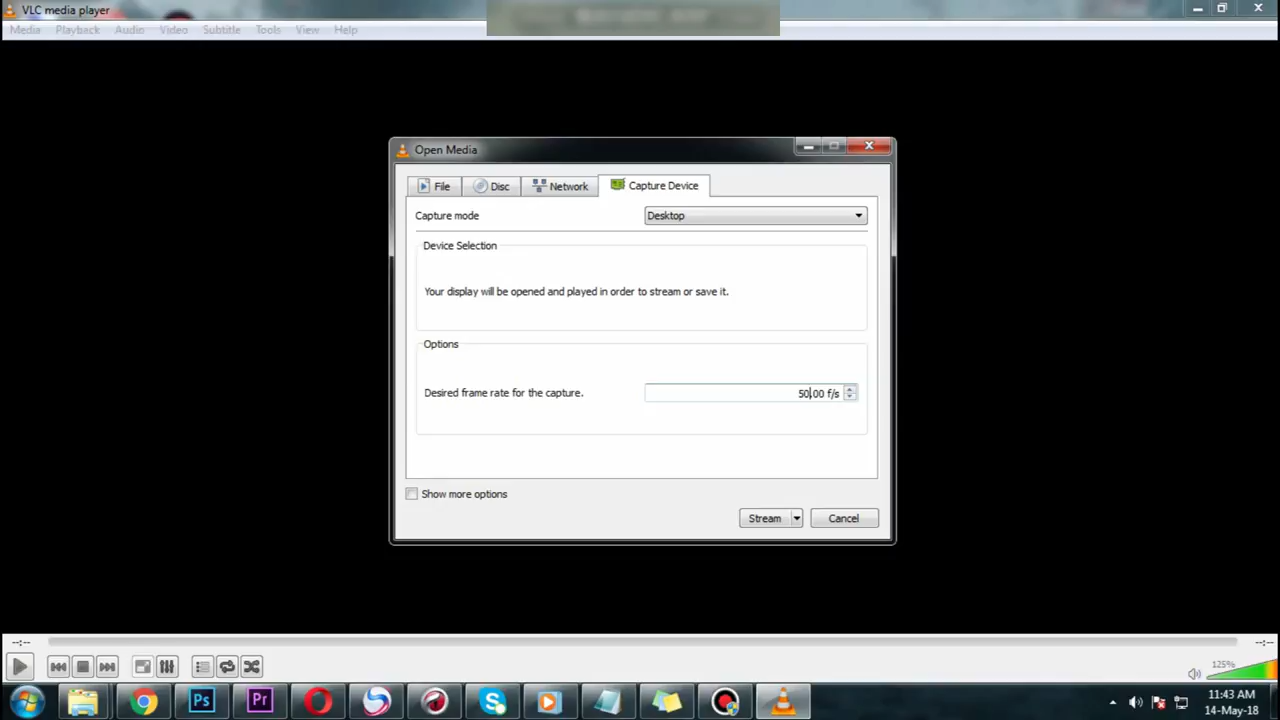 VLC media player
Media Playback Audio Video Subtitle Tools View Help
Open Media
File Disc Network Capture Device
Capture mode Desktop
Device Selection
Your display will be opened and played in order to stream or save it.
Options
Desired frame rate for the capture. 50.00 f/s
Show more options
Stream Cancel
--:-- --:--
125%
Ps Pr
11:43 AM
14-May-18